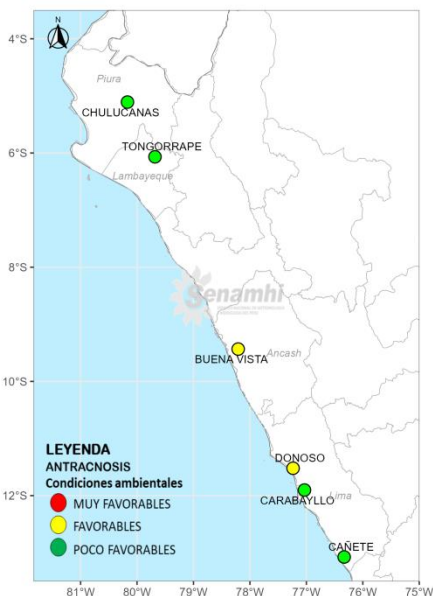 4°S
6°S
8°S
10°S
12°S
N
Piura
CHULUCANAS
TONGORRAPE
Lambayeque
Senamhi
BUENA VISTA
Ancash
DONOSO
CARABAYLLO
Lima
CAÑETE
LEYENDA
ANTRACNOSIS
Condiciones ambientales
MUY FAVORABLES
FAVORABLES
POCO FAVORABLES
81°W
79°W
78°W
77°W
76°W
75°W